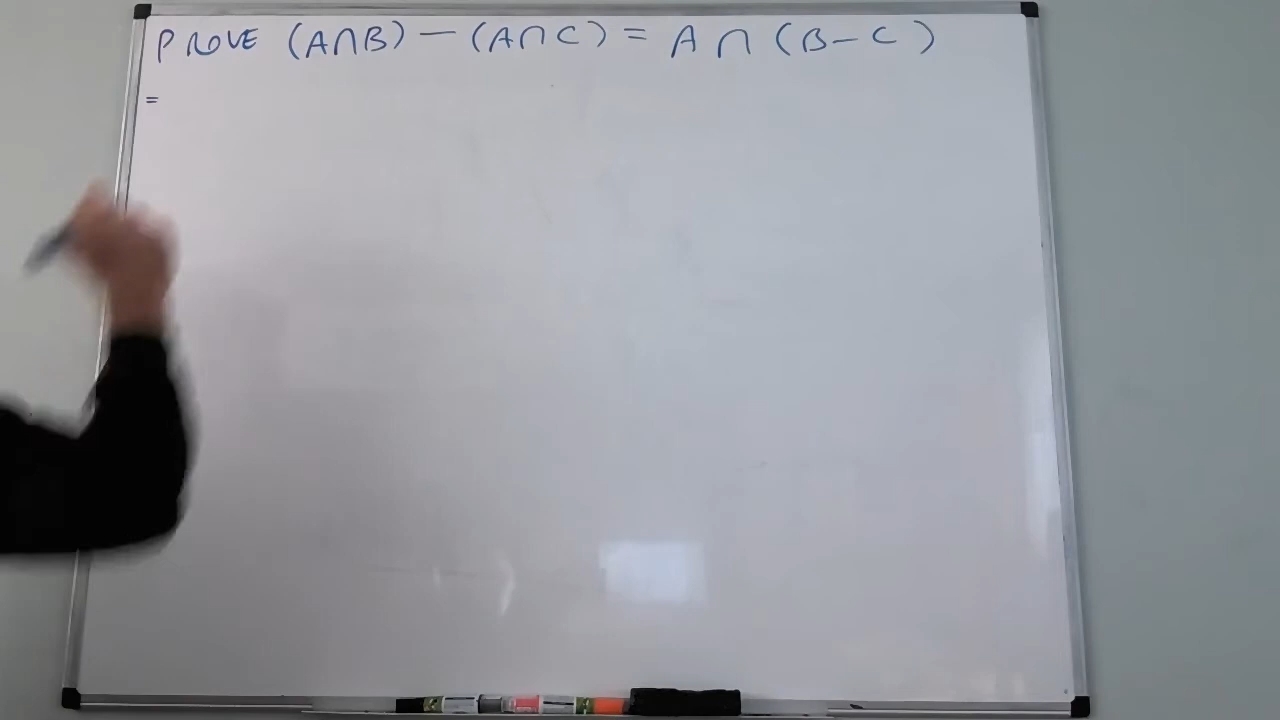 PROVE (A∩B) — (A∩C) = A ∩ (B — C)
=